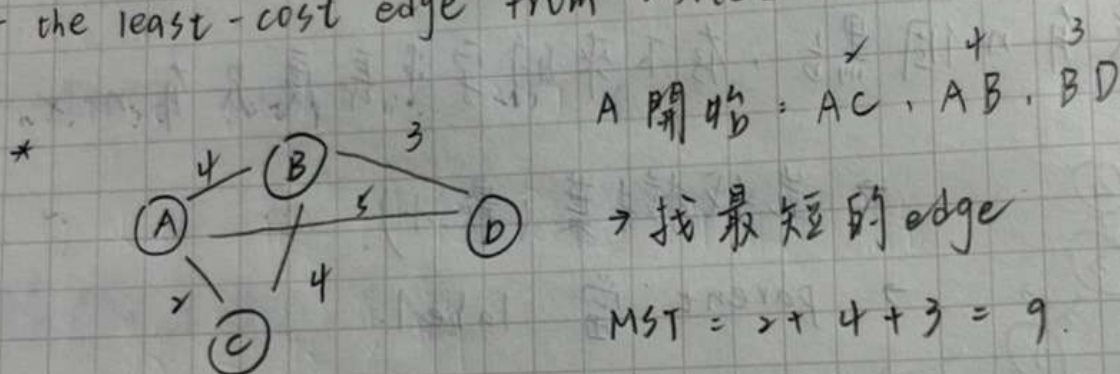 the least-cost edge from
2 4 3
A 開始：AC、AB、BD
*
4 B 3
A 5 D
→找最短的edge
2 4
C
MST = 2+4+3 = 9.